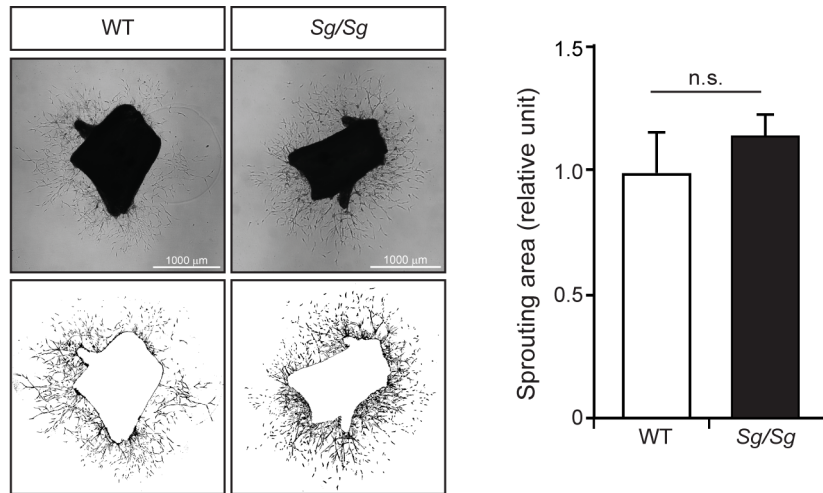 WT
Sg/Sg
1000 μm
1000 μm
Sprouting area (relative unit)
1.5
1.0
0.5
0
n.s.
WT
Sg/Sg